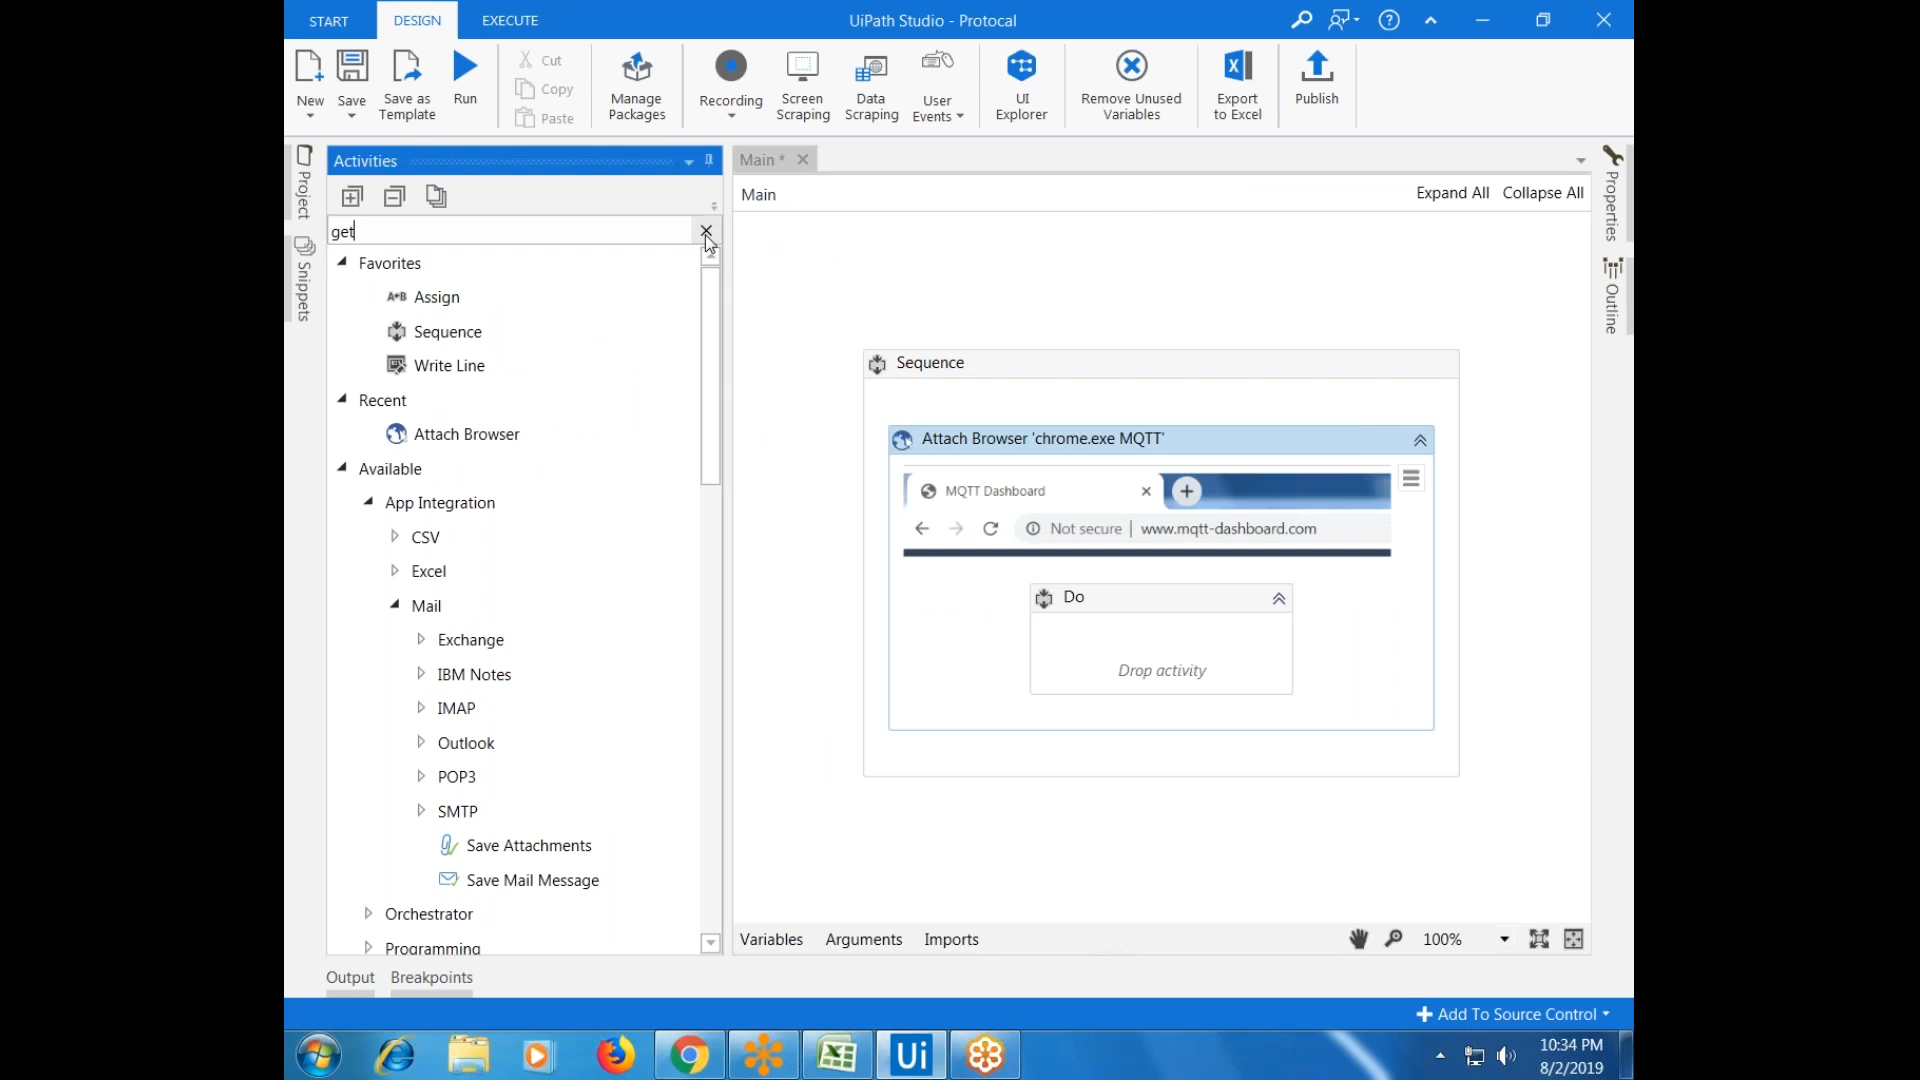 START DESIGN EXECUTE UiPath Studio - Protocal
New Save Save as Template Run
Cut
Copy
Paste
Manage Packages
Recording
Screen Scraping
Data Scraping
User Events
UI Explorer
Remove Unused Variables
Export to Excel
Publish
Project
Snippets
Activities
get
Favorites
A+B Assign
Sequence
Write Line
Recent
Attach Browser
Available
App Integration
CSV
Excel
Mail
Exchange
IBM Notes
IMAP
Outlook
POP3
SMTP
Save Attachments
Save Mail Message
Orchestrator
Programming
Main *
Main
Expand All Collapse All
Sequence
Attach Browser 'chrome.exe MQTT'
MQTT Dashboard
Not secure | www.mqtt-dashboard.com
Do
Drop activity
Variables Arguments Imports
100%
Properties
Outline
Output Breakpoints
Add To Source Control
Ui
10:34 PM
8/2/2019